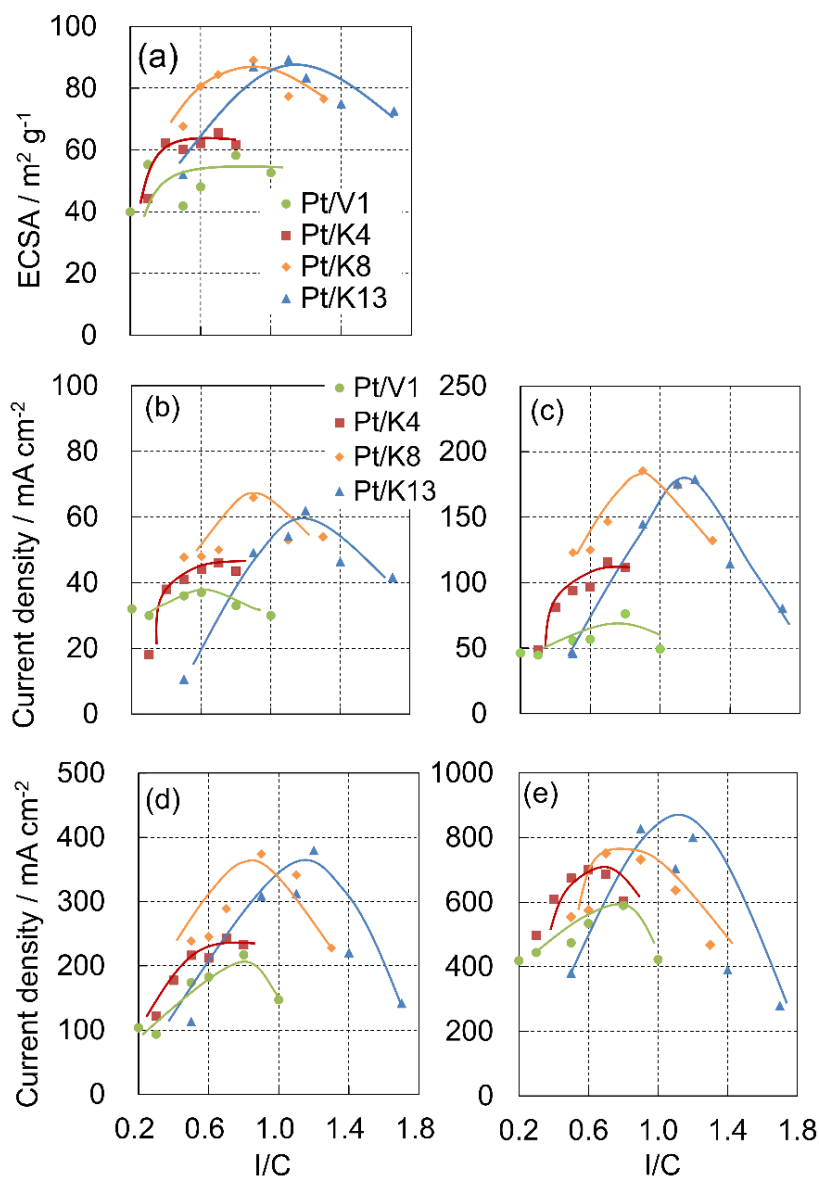 (a)
ECSA / m² g⁻¹
100
80
60
40
20
0
Pt/V1
Pt/K4
Pt/K8
Pt/K13
(b)
Current density / mA cm⁻²
100
80
60
40
20
0
Pt/V1
Pt/K4
Pt/K8
Pt/K13
(c)
250
200
150
100
50
0
(d)
Current density / mA cm⁻²
500
400
300
200
100
0
0.2 0.6 1.0 1.4 1.8
I/C
(e)
1000
800
600
400
200
0
0.2 0.6 1.0 1.4 1.8
I/C